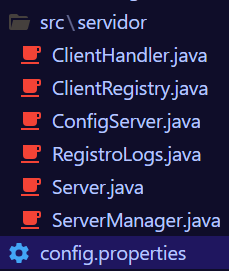 src\servidor
ClientHandler.java
ClientRegistry.java
ConfigServer.java
RegistroLogs.java
Server.java
ServerManager.java
config.properties